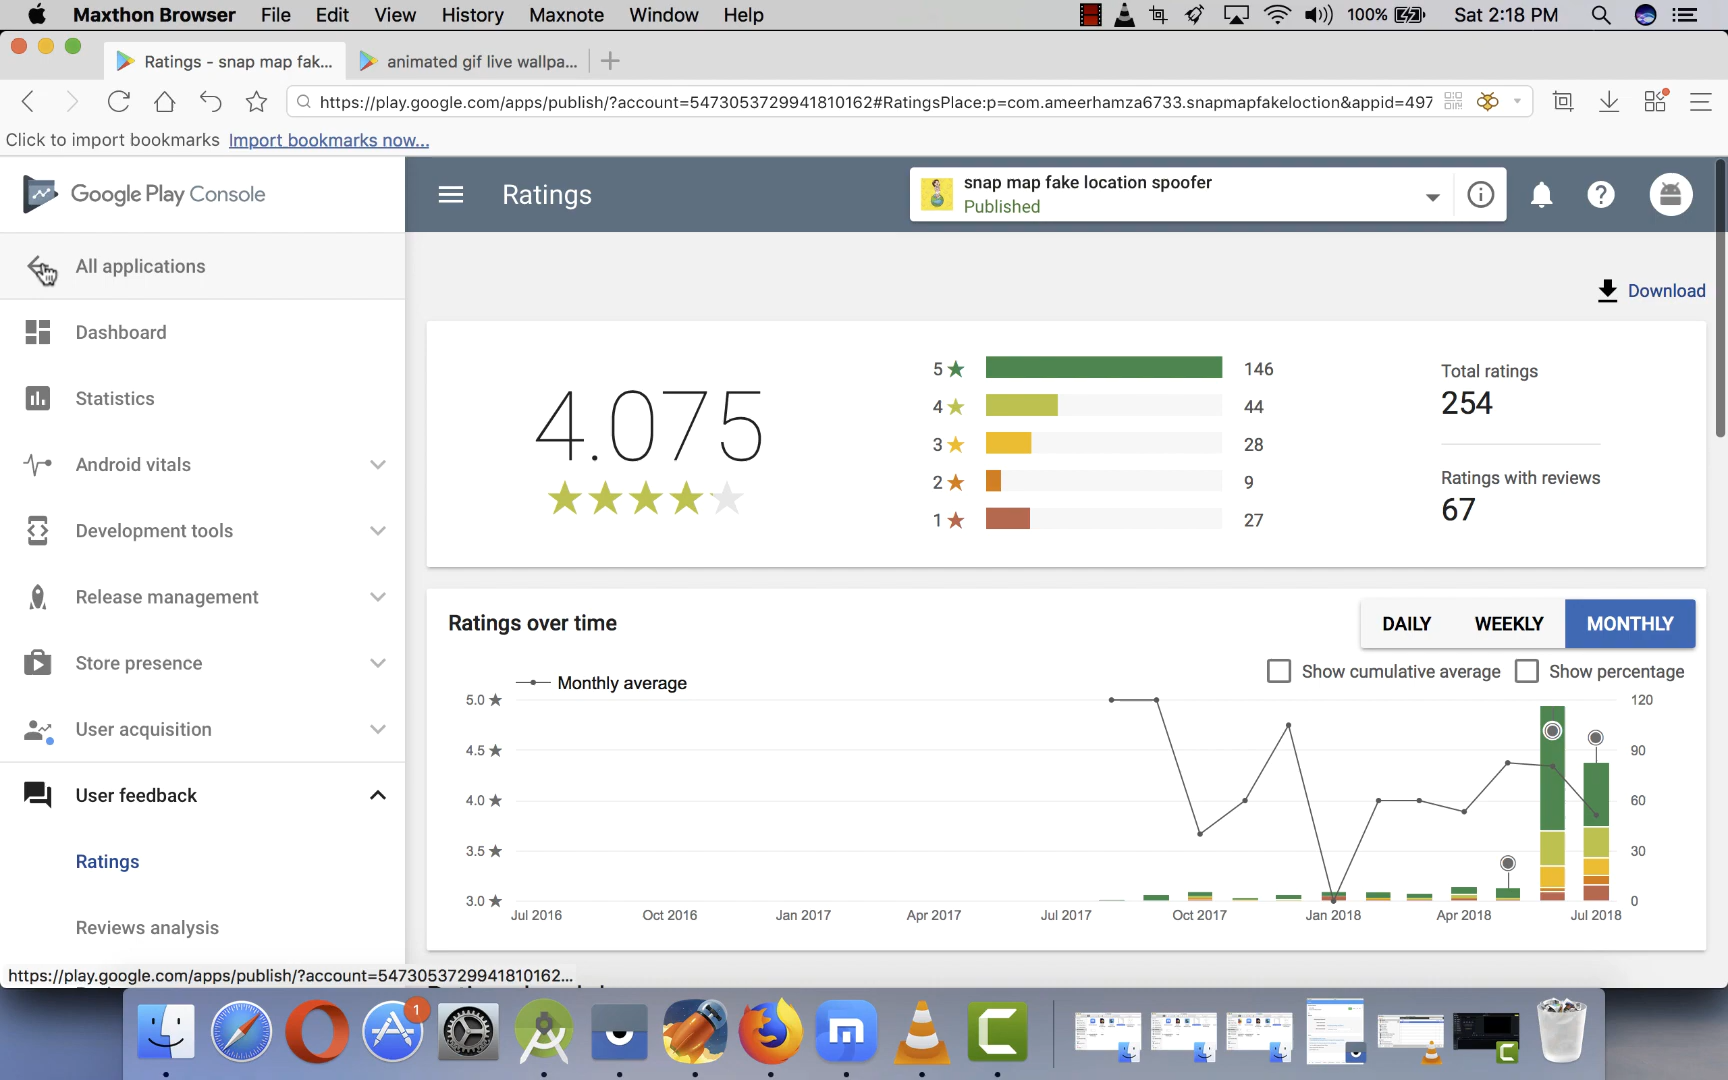 Maxthon Browser File Edit View History Maxnote Window Help 100% Sat 2:18 PM
Ratings - snap map fak... animated gif live wallpa...
https://play.google.com/apps/publish/?account=5473053729941810162#RatingsPlace:p=com.ameerhamza6733.snapmapfakeloction&appid=497
Click to import bookmarks Import bookmarks now...
Google Play Console
Ratings
snap map fake location spoofer
Published
All applications
Dashboard
Statistics
Android vitals
Development tools
Release management
Store presence
User acquisition
User feedback
Ratings
Reviews analysis
Download
4.075
5 146
4 44
3 28
2 9
1 27
Total ratings
254
Ratings with reviews
67
Ratings over time
DAILY WEEKLY MONTHLY
Show cumulative average Show percentage
Monthly average
5.0 120
4.5 90
4.0 60
3.5 30
3.0 0
Jul 2016 Oct 2016 Jan 2017 Apr 2017 Jul 2017 Oct 2017 Jan 2018 Apr 2018 Jul 2018
https://play.google.com/apps/publish/?account=5473053729941810162...
1